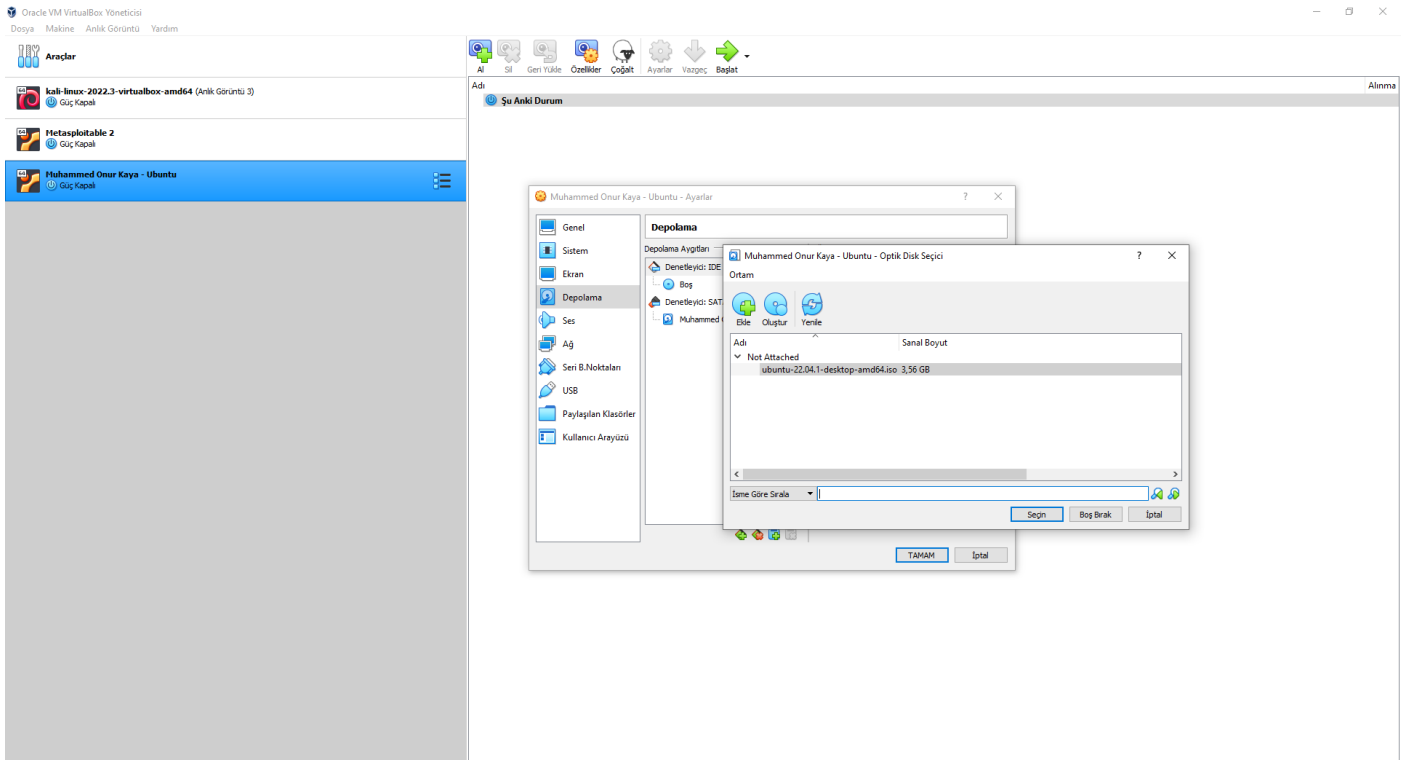 Oracle VM VirtualBox Yöneticisi
Dosya Makine Anlık Görüntü Yardım
Araçlar
64
kali-linux-2022.3-virtualbox-amd64 (Anlık Görüntü 3)
Güç Kapalı
64
Metasploitable 2
Güç Kapalı
64
Muhammed Onur Kaya - Ubuntu
Güç Kapalı
Al Sil Geri Yükle Özellikler Çoğalt Ayarlar Vazgeç Başlat
Adı Alınma
Şu Anki Durum
Muhammed Onur Kaya - Ubuntu - Ayarlar
Genel
Sistem
Ekran
Depolama
Ses
Ağ
Seri B.Noktaları
USB
Paylaşılan Klasörler
Kullanıcı Arayüzü
Depolama
Depolama Aygıtları
Denetleyici: IDE
Boş
Denetleyici: SAT
Muhammed
TAMAM İptal
Muhammed Onur Kaya - Ubuntu - Optik Disk Seçici
? ×
Ortam
Ekle Oluştur Yenile
Adı Sanal Boyut
Not Attached
ubuntu-22.04.1-desktop-amd64.iso 3,56 GB
İsme Göre Sırala
Seçin Boş Bırak İptal